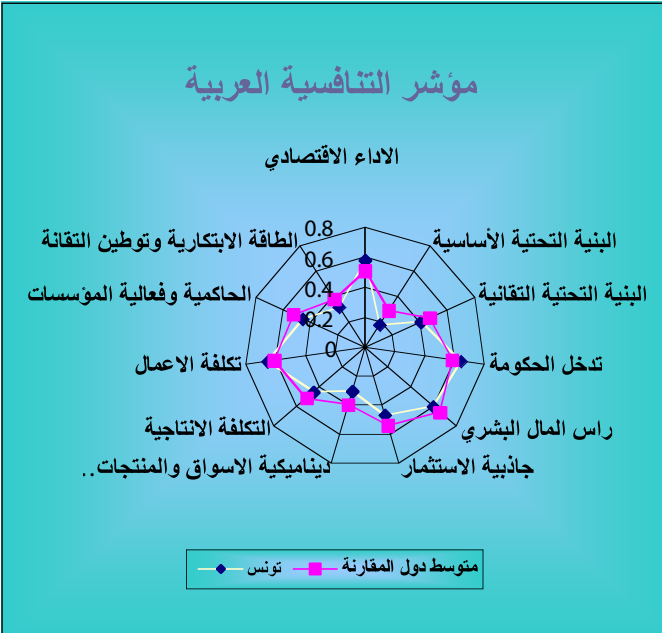 مؤشر التنافسية العربية
الاداء الاقتصادي
البنية التحتية الأساسية
البنية التحتية التقانية
تدخل الحكومة
راس المال البشري
جاذبية الاستثمار
ديناميكية الاسواق والمنتجات..
التكلفة الانتاجية
تكلفة الاعمال
الحاكمية وفعالية المؤسسات
الطاقة الابتكارية وتوطين التقانة
0.8
0.6
0.4
0.2
0
متوسط دول المقارنة
تونس